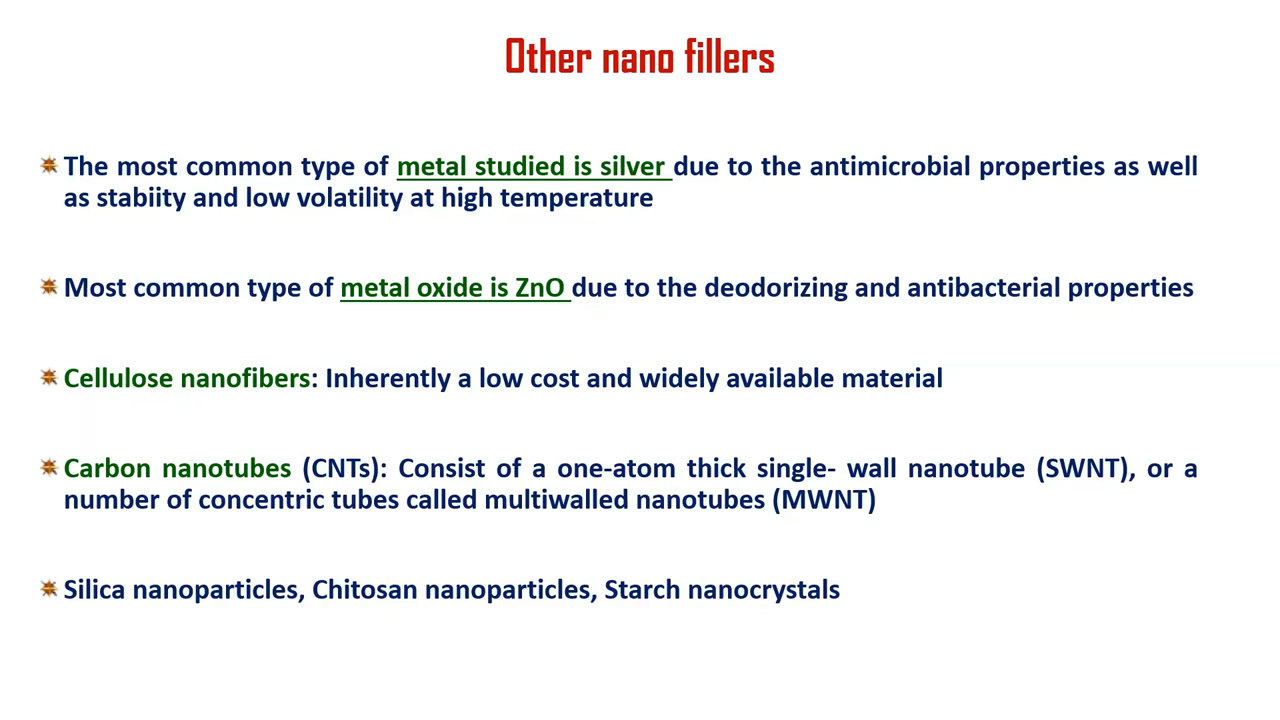 Other nano fillers
The most common type of metal studied is silver due to the antimicrobial properties as well
as stabiity and low volatility at high temperature
Most common type of metal oxide is ZnO due to the deodorizing and antibacterial properties
Cellulose nanofibers: Inherently a low cost and widely available material
Carbon nanotubes (CNTs): Consist of a one-atom thick single- wall nanotube (SWNT), or a
number of concentric tubes called multiwalled nanotubes (MWNT)
Silica nanoparticles, Chitosan nanoparticles, Starch nanocrystals